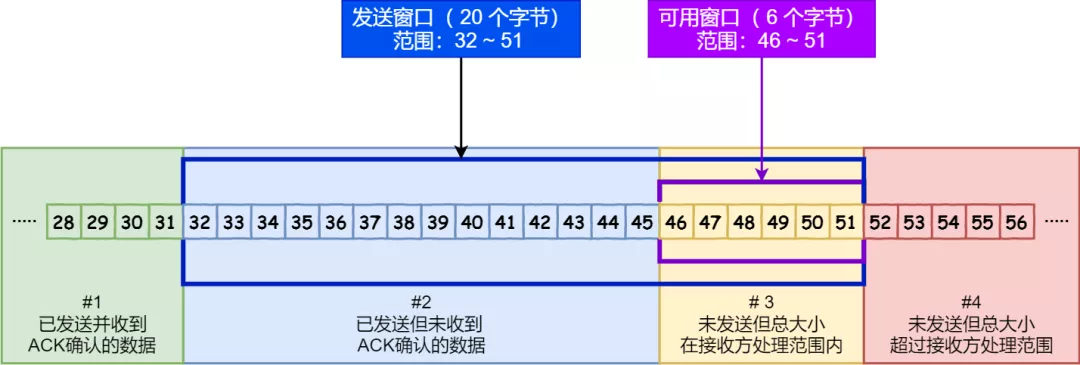 发送窗口（20 个字节）
范围：32 ~ 51
可用窗口（6 个字节）
范围：46 ~ 51
····· 28 29 30 31 32 33 34 35 36 37 38 39 40 41 42 43 44 45 46 47 48 49 50 51 52 53 54 55 56 ·····
#1
已发送并收到
ACK确认的数据
#2
已发送但未收到
ACK确认的数据
# 3
未发送但总大小
在接收方处理范围内
#4
未发送但总大小
超过接收方处理范围